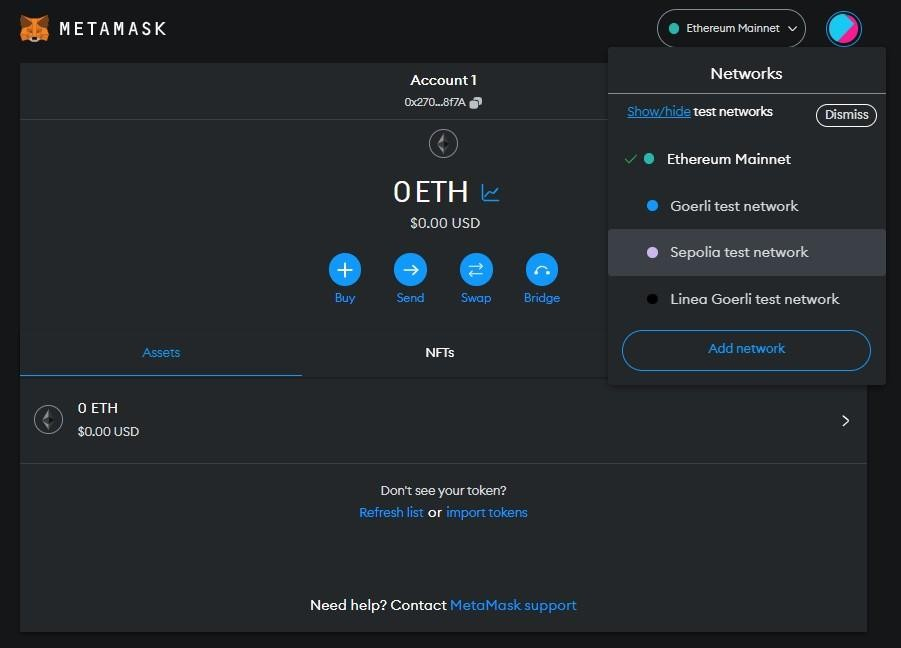 METAMASK
Ethereum Mainnet
Account 1
0x270...8f7A
0 ETH
$0.00 USD
Buy
Send
Swap
Bridge
Assets
NFTs
0 ETH
$0.00 USD
Don't see your token?
Refresh list or import tokens
Need help? Contact MetaMask support
Networks
Show/hide test networks
Dismiss
Ethereum Mainnet
Goerli test network
Sepolia test network
Linea Goerli test network
Add network